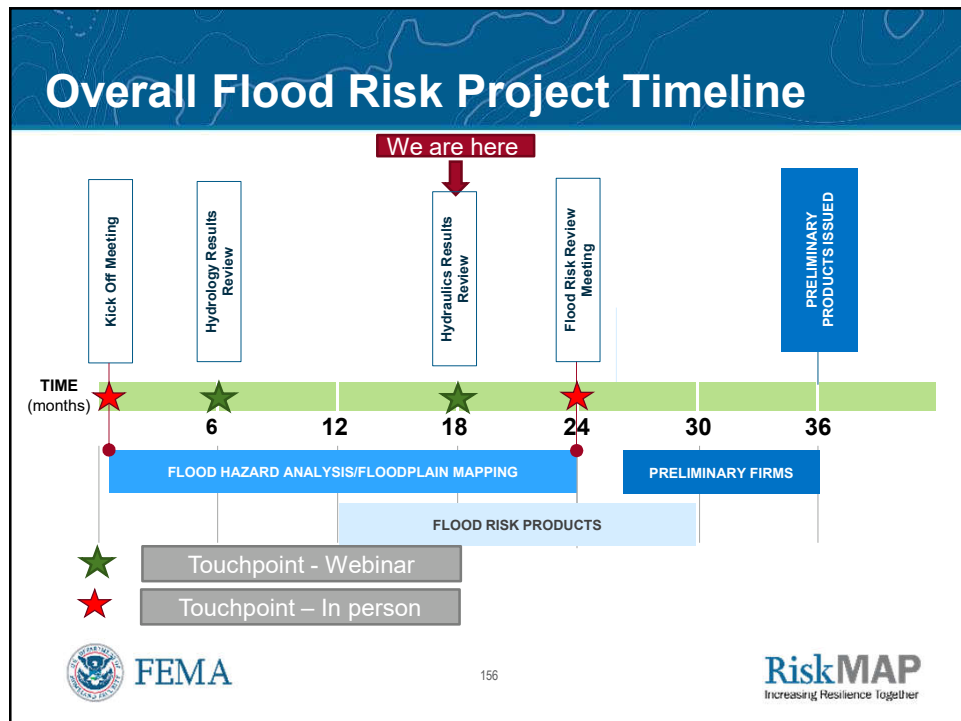 Overall Flood Risk Project Timeline
We are here
Kick Off Meeting
Hydrology Results
Review
Hydraulics Results
Review
Flood Risk Review
Meeting
PRELIMINARY
PRODUCTS ISSUED
TIME
(months)
6
12
18
24
30
36
FLOOD HAZARD ANALYSIS/FLOODPLAIN MAPPING
PRELIMINARY FIRMS
FLOOD RISK PRODUCTS
Touchpoint - Webinar
Touchpoint – In person
FEMA
156
RiskMAP
Increasing Resilience Together